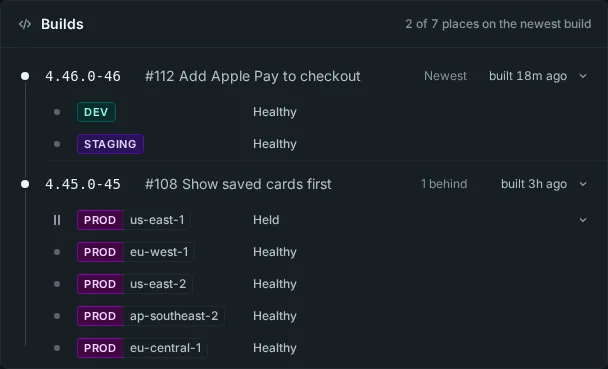 Builds 2 of 7 places on the newest build
4.46.0-46 #112 Add Apple Pay to checkout Newest built 18m ago
DEV Healthy
STAGING Healthy
4.45.0-45 #108 Show saved cards first 1 behind built 3h ago
PROD us-east-1 Held
PROD eu-west-1 Healthy
PROD us-east-2 Healthy
PROD ap-southeast-2 Healthy
PROD eu-central-1 Healthy